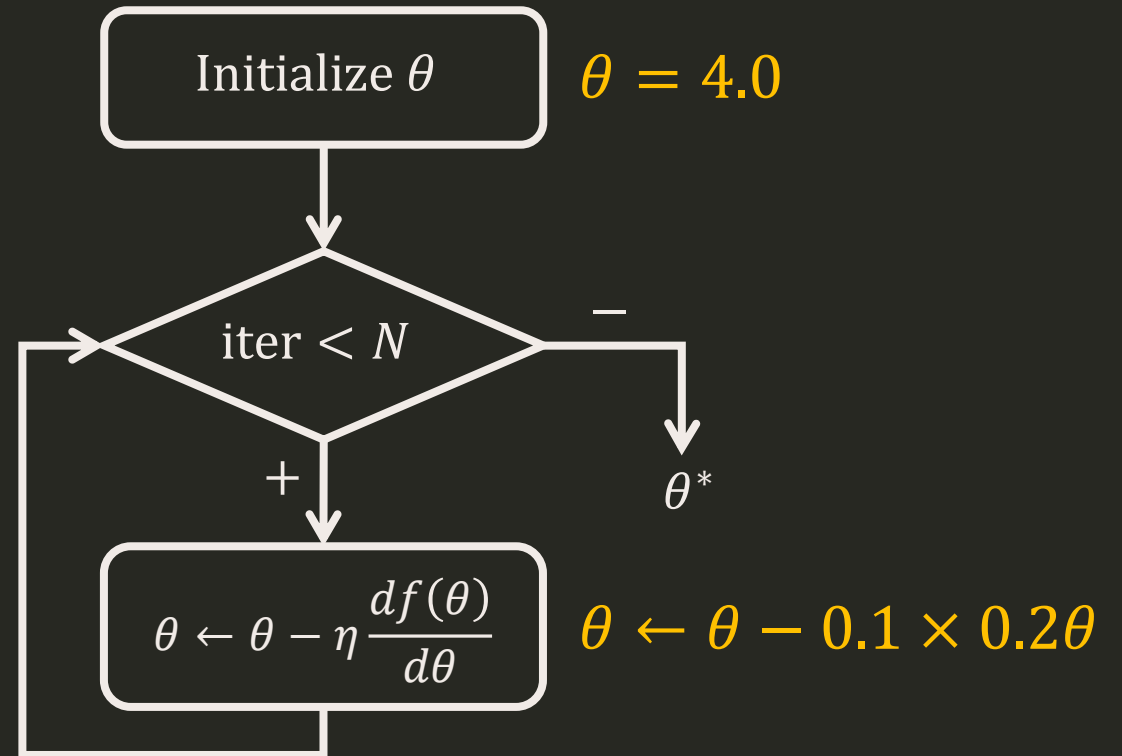 Initialize θ
θ = 4.0
iter < N
−
+
θ*
θ ← θ − η df(θ)/dθ
θ ← θ − 0.1 × 0.2θ